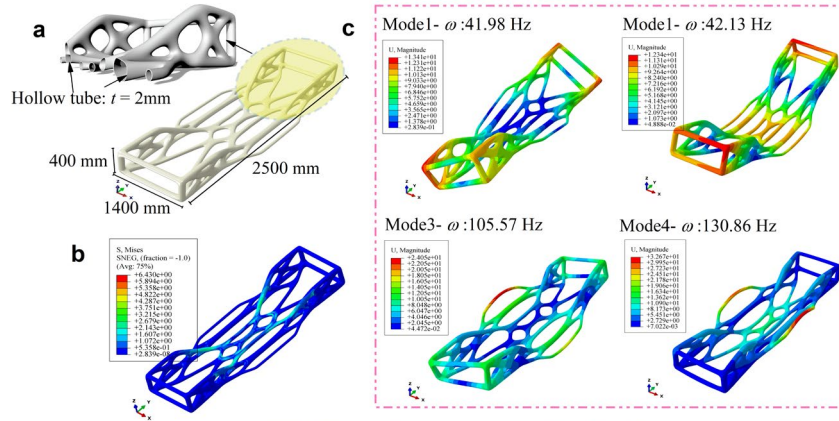 a
Hollow tube: t = 2mm
400 mm
1400 mm
2500 mm
b
S, Mises
SNEG, (fraction = -1.0)
(Avg: 75%)
+6.430e+00
+5.894e+00
+5.358e+00
+4.822e+00
+4.287e+00
+3.751e+00
+3.215e+00
+2.679e+00
+2.143e+00
+1.607e+00
+1.072e+00
+5.358e-01
+2.839e-08
c
Mode1- ω :41.98 Hz
U, Magnitude
+1.341e+01
+1.231e+01
+1.122e+01
+1.013e+01
+9.033e+00
+7.940e+00
+6.846e+00
+5.752e+00
+4.659e+00
+3.565e+00
+2.471e+00
+1.378e+00
+2.839e-01
Mode1- ω :42.13 Hz
U, Magnitude
+1.234e+01
+1.131e+01
+1.029e+01
+9.264e+00
+8.240e+00
+7.216e+00
+6.192e+00
+5.168e+00
+4.145e+00
+3.121e+00
+2.097e+00
+1.073e+00
+4.888e-02
Mode3- ω :105.57 Hz
U, Magnitude
+2.405e+01
+2.205e+01
+2.005e+01
+1.805e+01
+1.605e+01
+1.405e+01
+1.205e+01
+1.005e+01
+8.048e+00
+6.047e+00
+4.046e+00
+2.045e+00
+4.472e-02
Mode4- ω :130.86 Hz
U, Magnitude
+3.267e+01
+2.995e+01
+2.723e+01
+2.451e+01
+2.178e+01
+1.906e+01
+1.634e+01
+1.362e+01
+1.090e+01
+8.173e+00
+5.451e+00
+2.729e+00
+7.022e-03